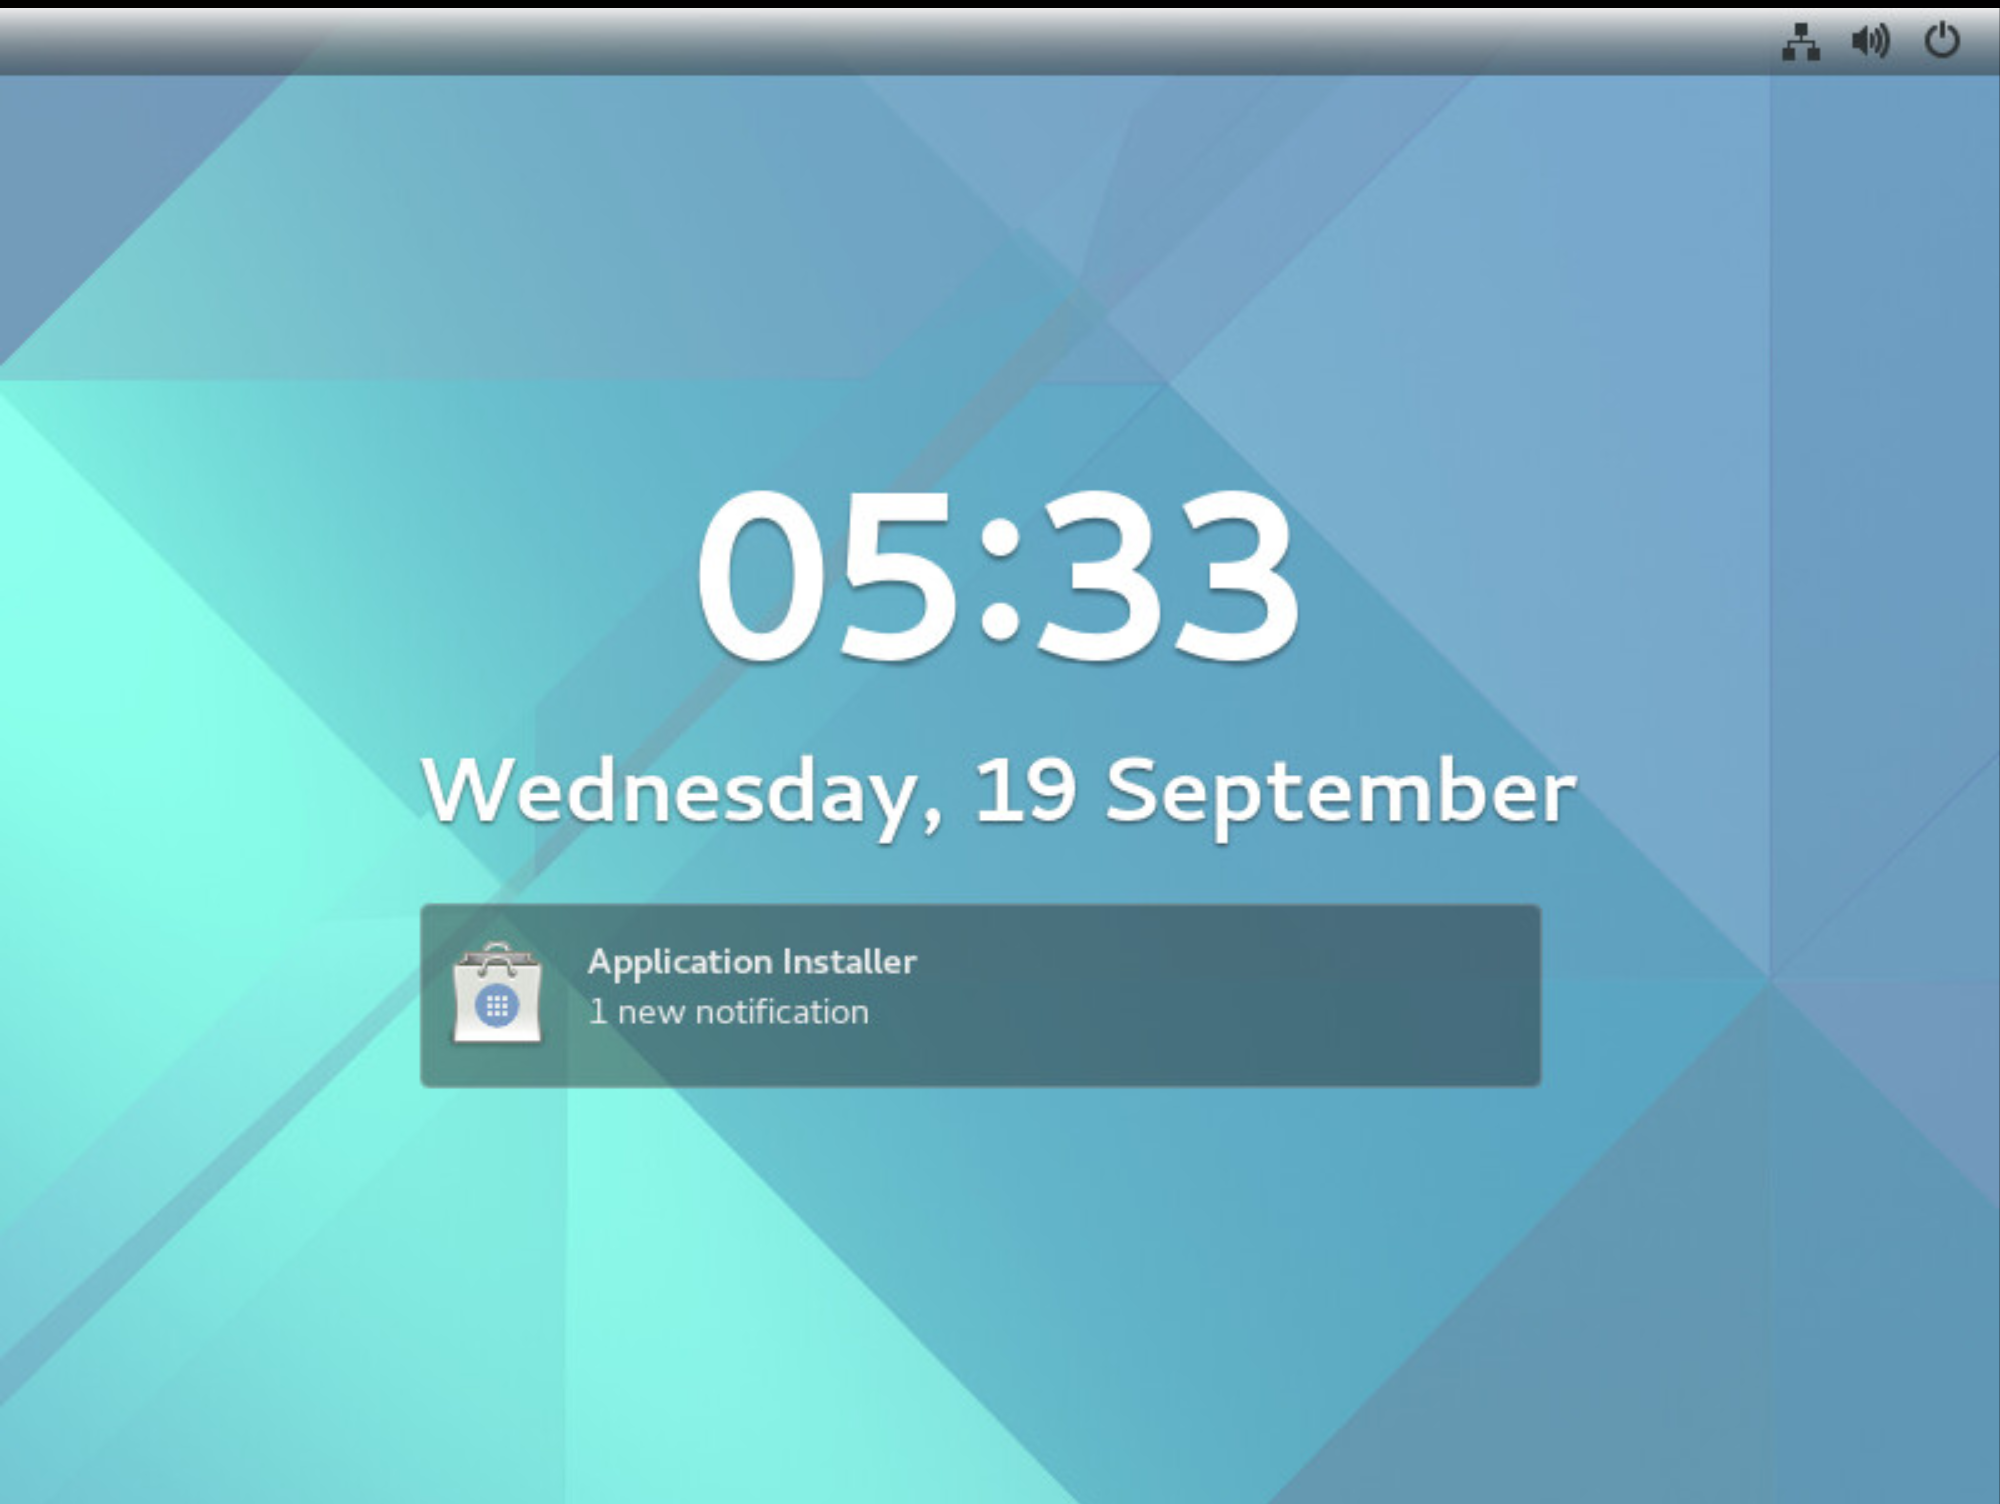 05:33
Wednesday, 19 September
Application Installer
1 new notification